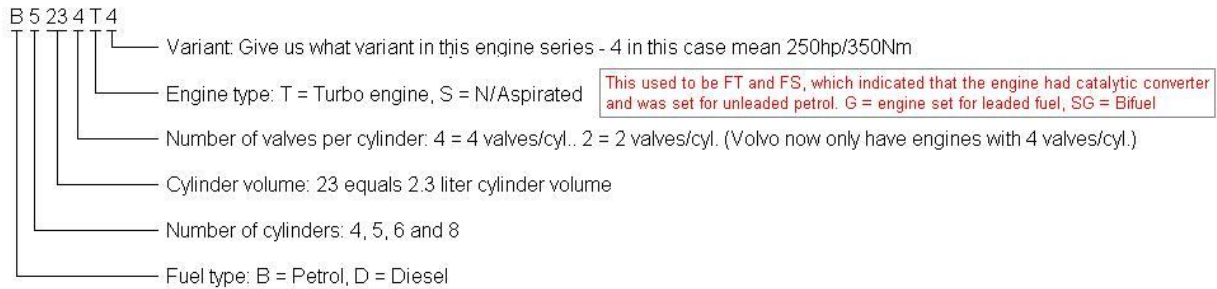 B 5 23 4 T 4
Variant: Give us what variant in this engine series - 4 in this case mean 250hp/350Nm
Engine type: T = Turbo engine, S = N/Aspirated
This used to be FT and FS, which indicated that the engine had catalytic converter
and was set for unleaded petrol. G = engine set for leaded fuel, SG = Bifuel
Number of valves per cylinder: 4 = 4 valves/cyl.. 2 = 2 valves/cyl. (Volvo now only have engines with 4 valves/cyl.)
Cylinder volume: 23 equals 2.3 liter cylinder volume
Number of cylinders: 4, 5, 6 and 8
Fuel type: B = Petrol, D = Diesel